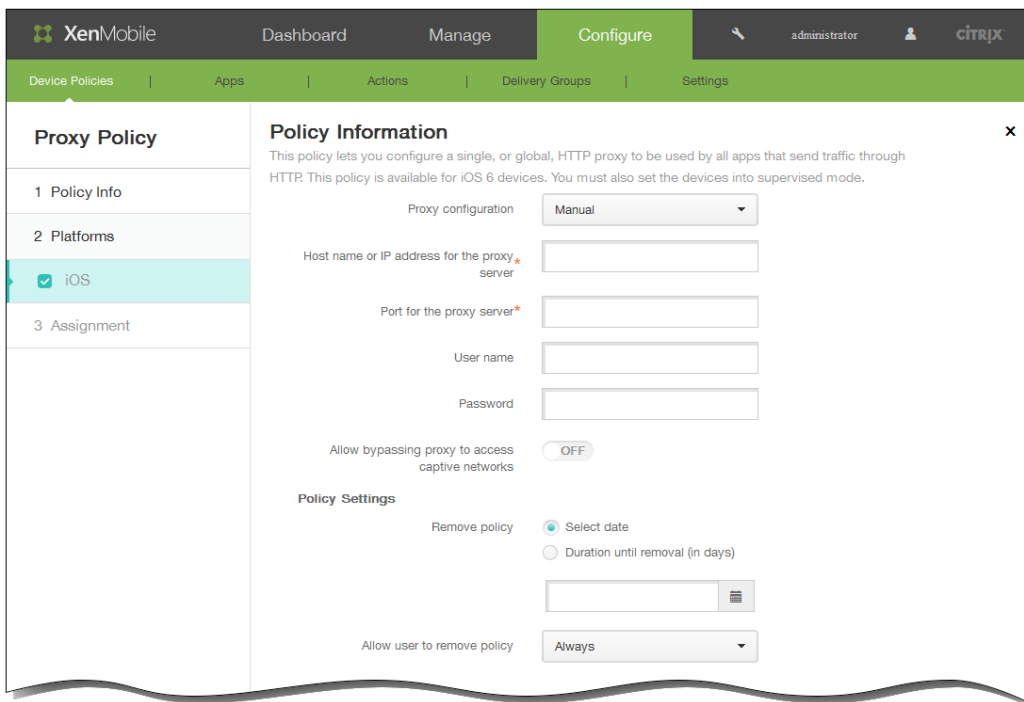 XenMobile Dashboard Manage Configure administrator CİTRIX
Device Policies | Apps | Actions | Delivery Groups | Settings
Proxy Policy
1 Policy Info
2 Platforms
iOS
3 Assignment
Policy Information
x
This policy lets you configure a single, or global, HTTP proxy to be used by all apps that send traffic through
HTTP. This policy is available for iOS 6 devices. You must also set the devices into supervised mode.
Proxy configuration Manual
Host name or IP address for the proxy
server*
Port for the proxy server*
User name
Password
Allow bypassing proxy to access
captive networks
OFF
Policy Settings
Remove policy Select date
Duration until removal (in days)
Allow user to remove policy Always